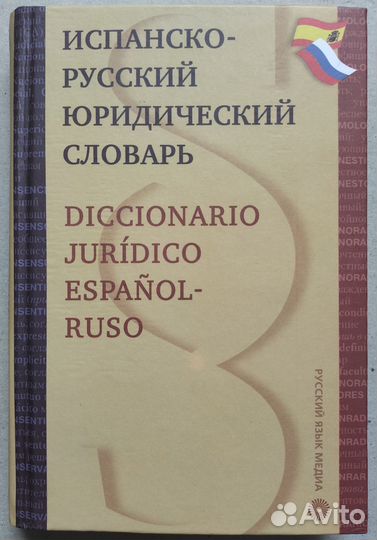 ИСПАНСКО-
РУССКИЙ
ЮРИДИЧЕСКИЙ
СЛОВАРЬ
DICCIONARIO
JURÍDICO
ESPAÑOL-
RUSO
РУССКИЙ ЯЗЫК МЕДИА
Avito